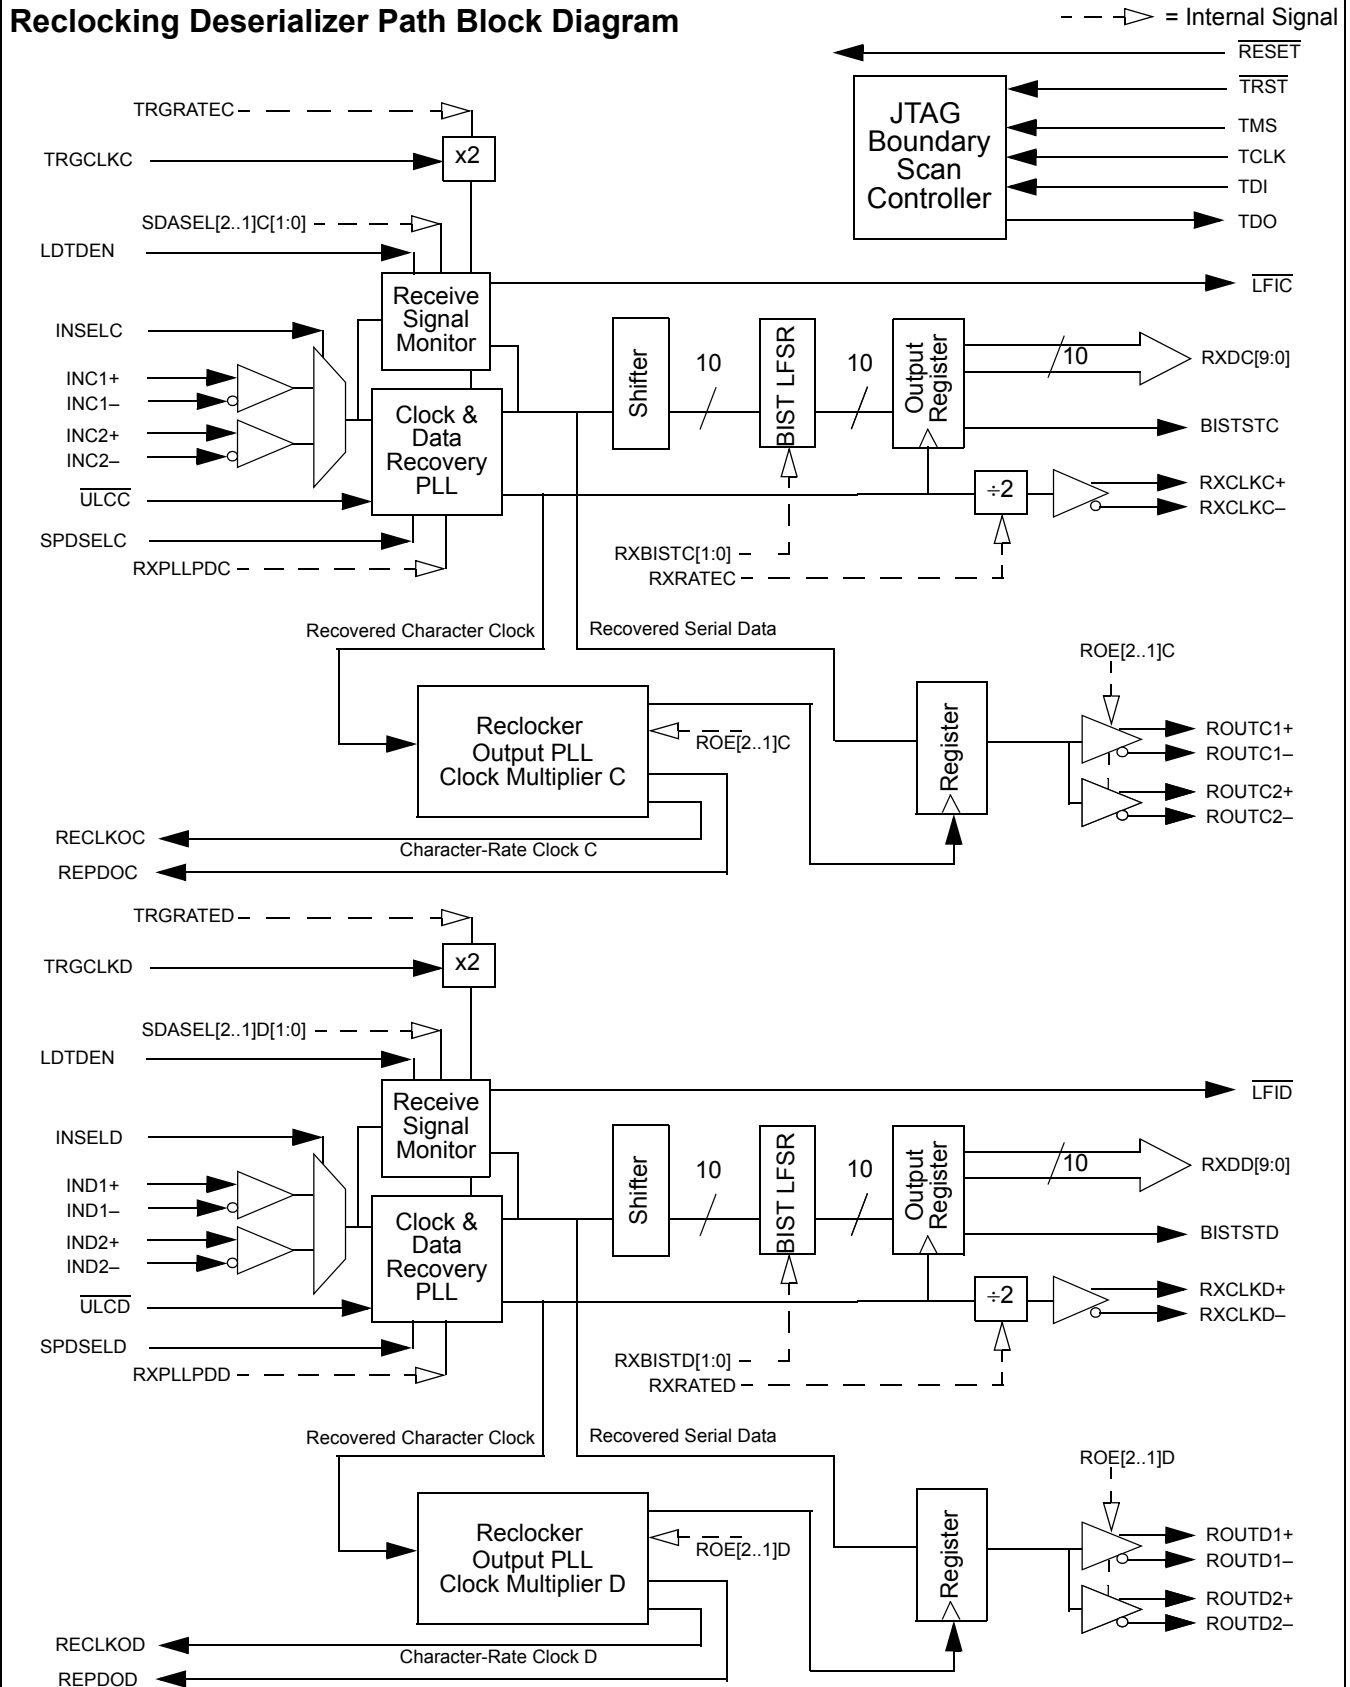 Reclocking Deserializer Path Block Diagram
= Internal Signal
RESET
TRST
TMS
TCLK
TDI
TDO
JTAG
Boundary
Scan
Controller
TRGRATEC
TRGCLKC
x2
SDASEL[2..1]C[1:0]
LDTDEN
Receive
Signal
Monitor
LFIC
INSELC
INC1+
INC1–
INC2+
INC2–
ULCC
SPDSELC
RXPLLPDC
Clock &
Data
Recovery
PLL
Shifter
10
BIST LFSR
10
Output
Register
10
RXDC[9:0]
BISTSTC
÷2
RXCLKC+
RXCLKC–
RXBISTC[1:0]
RXRATEC
Recovered Character Clock
Recovered Serial Data
Reclocker
Output PLL
Clock Multiplier C
ROE[2..1]C
Register
ROE[2..1]C
ROUTC1+
ROUTC1–
ROUTC2+
ROUTC2–
RECLKOC
Character-Rate Clock C
REPDOC
TRGRATED
TRGCLKD
x2
SDASEL[2..1]D[1:0]
LDTDEN
Receive
Signal
Monitor
LFID
INSELD
IND1+
IND1–
IND2+
IND2–
ULCD
SPDSELD
RXPLLPDD
Clock &
Data
Recovery
PLL
Shifter
10
BIST LFSR
10
Output
Register
10
RXDD[9:0]
BISTSTD
÷2
RXCLKD+
RXCLKD–
RXBISTD[1:0]
RXRATED
Recovered Character Clock
Recovered Serial Data
Reclocker
Output PLL
Clock Multiplier D
ROE[2..1]D
Register
ROE[2..1]D
ROUTD1+
ROUTD1–
ROUTD2+
ROUTD2–
RECLKOD
Character-Rate Clock D
REPDOD